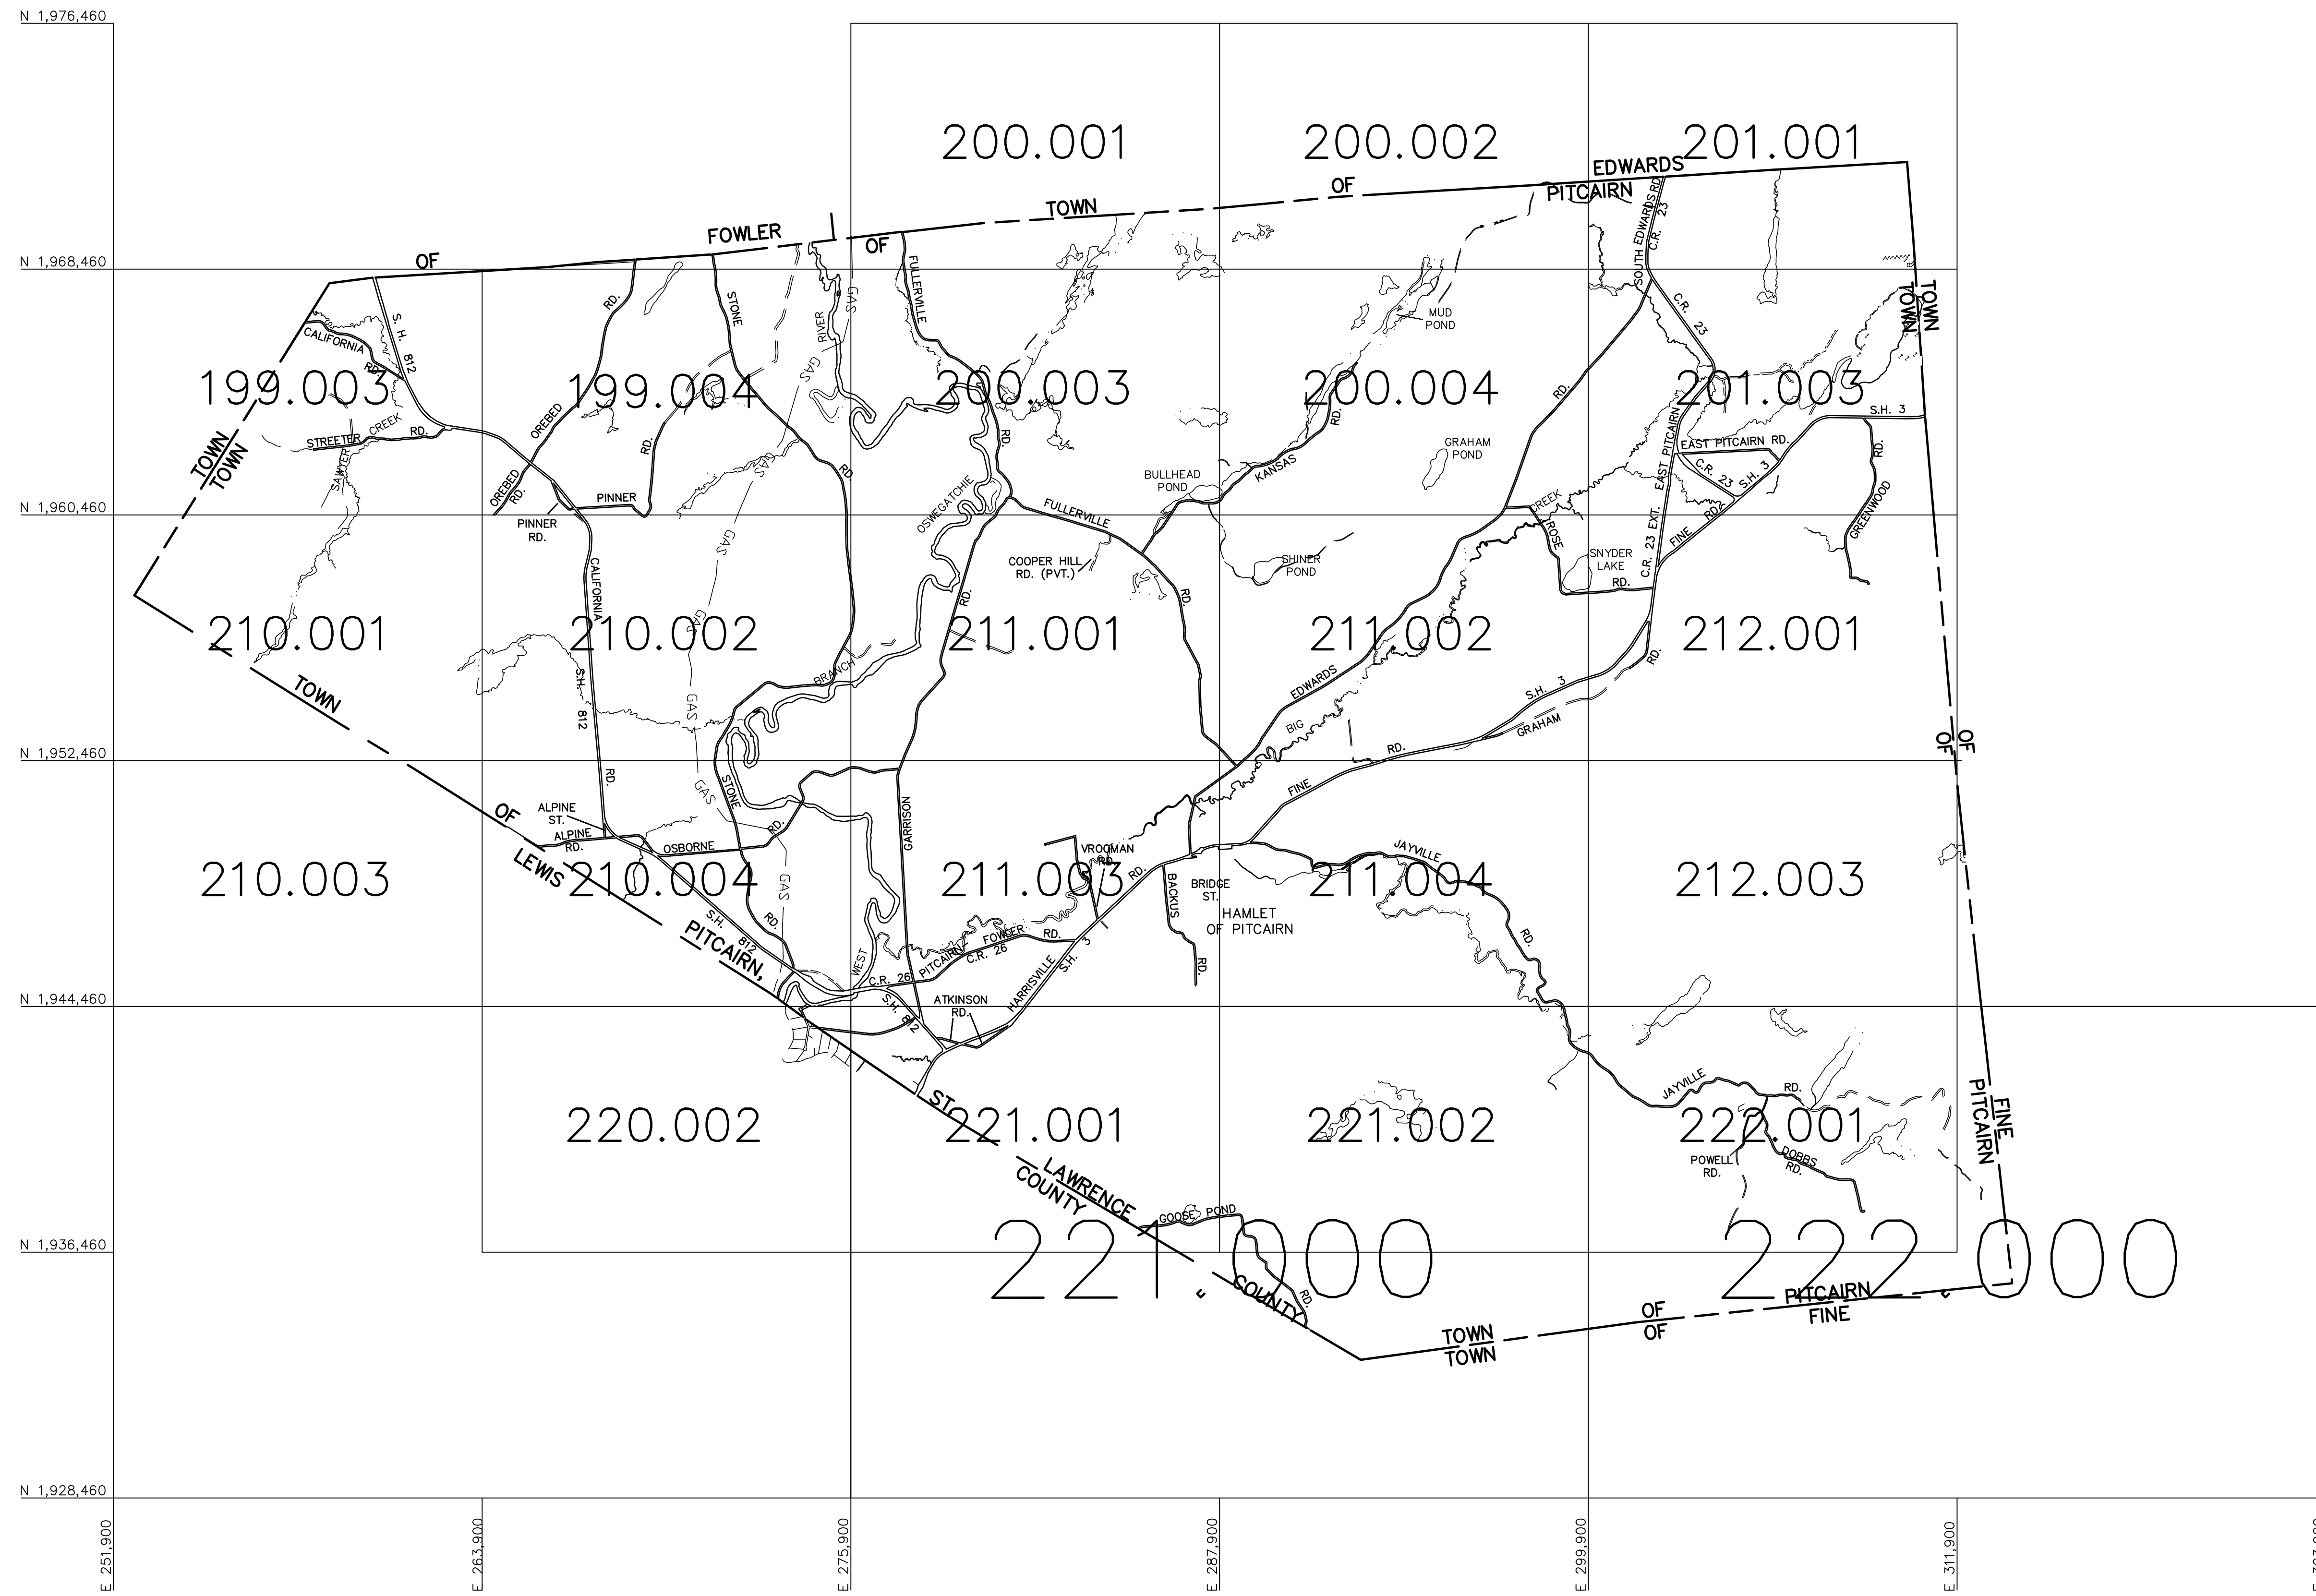 N 1,976,460
200.001
200.002
201.001
EDWARDS
PITCAIRN
OF
TOWN
FOWLER
OF
OF
SOUTH EDWARDS RD.
C.R. 23
N 1,968,460
FULLERVILLE
STONE
RD.
GAS
RIVER
S. H. 812
CALIFORNIA
RD.
C.R. 23
MUD
POND
TOWN
TOWN
199.003
199.004
200.003
200.004
201.003
GAS
OREBED
RD.
RD.
RD.
RD.
S.H. 3
STREETER
CREEK
RD.
SAWYER
TOWN
TOWN
EAST PITCAIRN
EAST PITCAIRN RD.
GRAHAM
POND
RD.
GAS
RD.
BULLHEAD
POND
KANSAS
C.R. 23
S.H. 3
OREBED
RD.
PINNER
OSWEGATCHIE
FULLERVILLE
CREEK
GREENWOOD
N 1,960,460
PINNER
RD.
GAS
COOPER HILL
RD. (PVT.)
SHINER
POND
ROSE
SNYDER
LAKE
RD.
C.R. 23 EXT.
FINE
RD.
CALIFORNIA
RD.
RD.
210.001
210.002
211.001
211.002
212.001
GAS
BRANCH
RD.
TOWN
S.H. 812
GAS
EDWARDS
BIG
S.H. 3
GRAHAM
N 1,952,460
OF
OF
RD.
RD.
STONE
GAS
FINE
OF
ALPINE
ST.
ALPINE
RD.
OSBORNE
RD.
GARRISON
VROOMAN
RD.
JAYVILLE
LEWIS
210.003
210.004
211.003
211.004
212.003
GAS
RD.
BACKUS
BRIDGE
ST.
HAMLET
OF PITCAIRN
S.H. 812
RD.
PITCAIRN,
PITCAIRN
FOWLER
RD.
C.R. 26
C.R. 26
WEST
HARRISVILLE
S.H. 3
RD.
RD.
N 1,944,460
S.H. 812
ATKINSON
RD.
JAYVILLE
RD.
ST.
220.002
221.001
221.002
222.001
FINE
PITCAIRN
POWELL
RD.
DOBBS
RD.
LAWRENCE
COUNTY
GOOSE POND
RD.
221.000
222.000
N 1,936,460
COUNTY
PITCAIRN
FINE
OF
OF
TOWN
TOWN
N 1,928,460
E 251,900
E 263,900
E 275,900
E 287,900
E 299,900
E 311,900